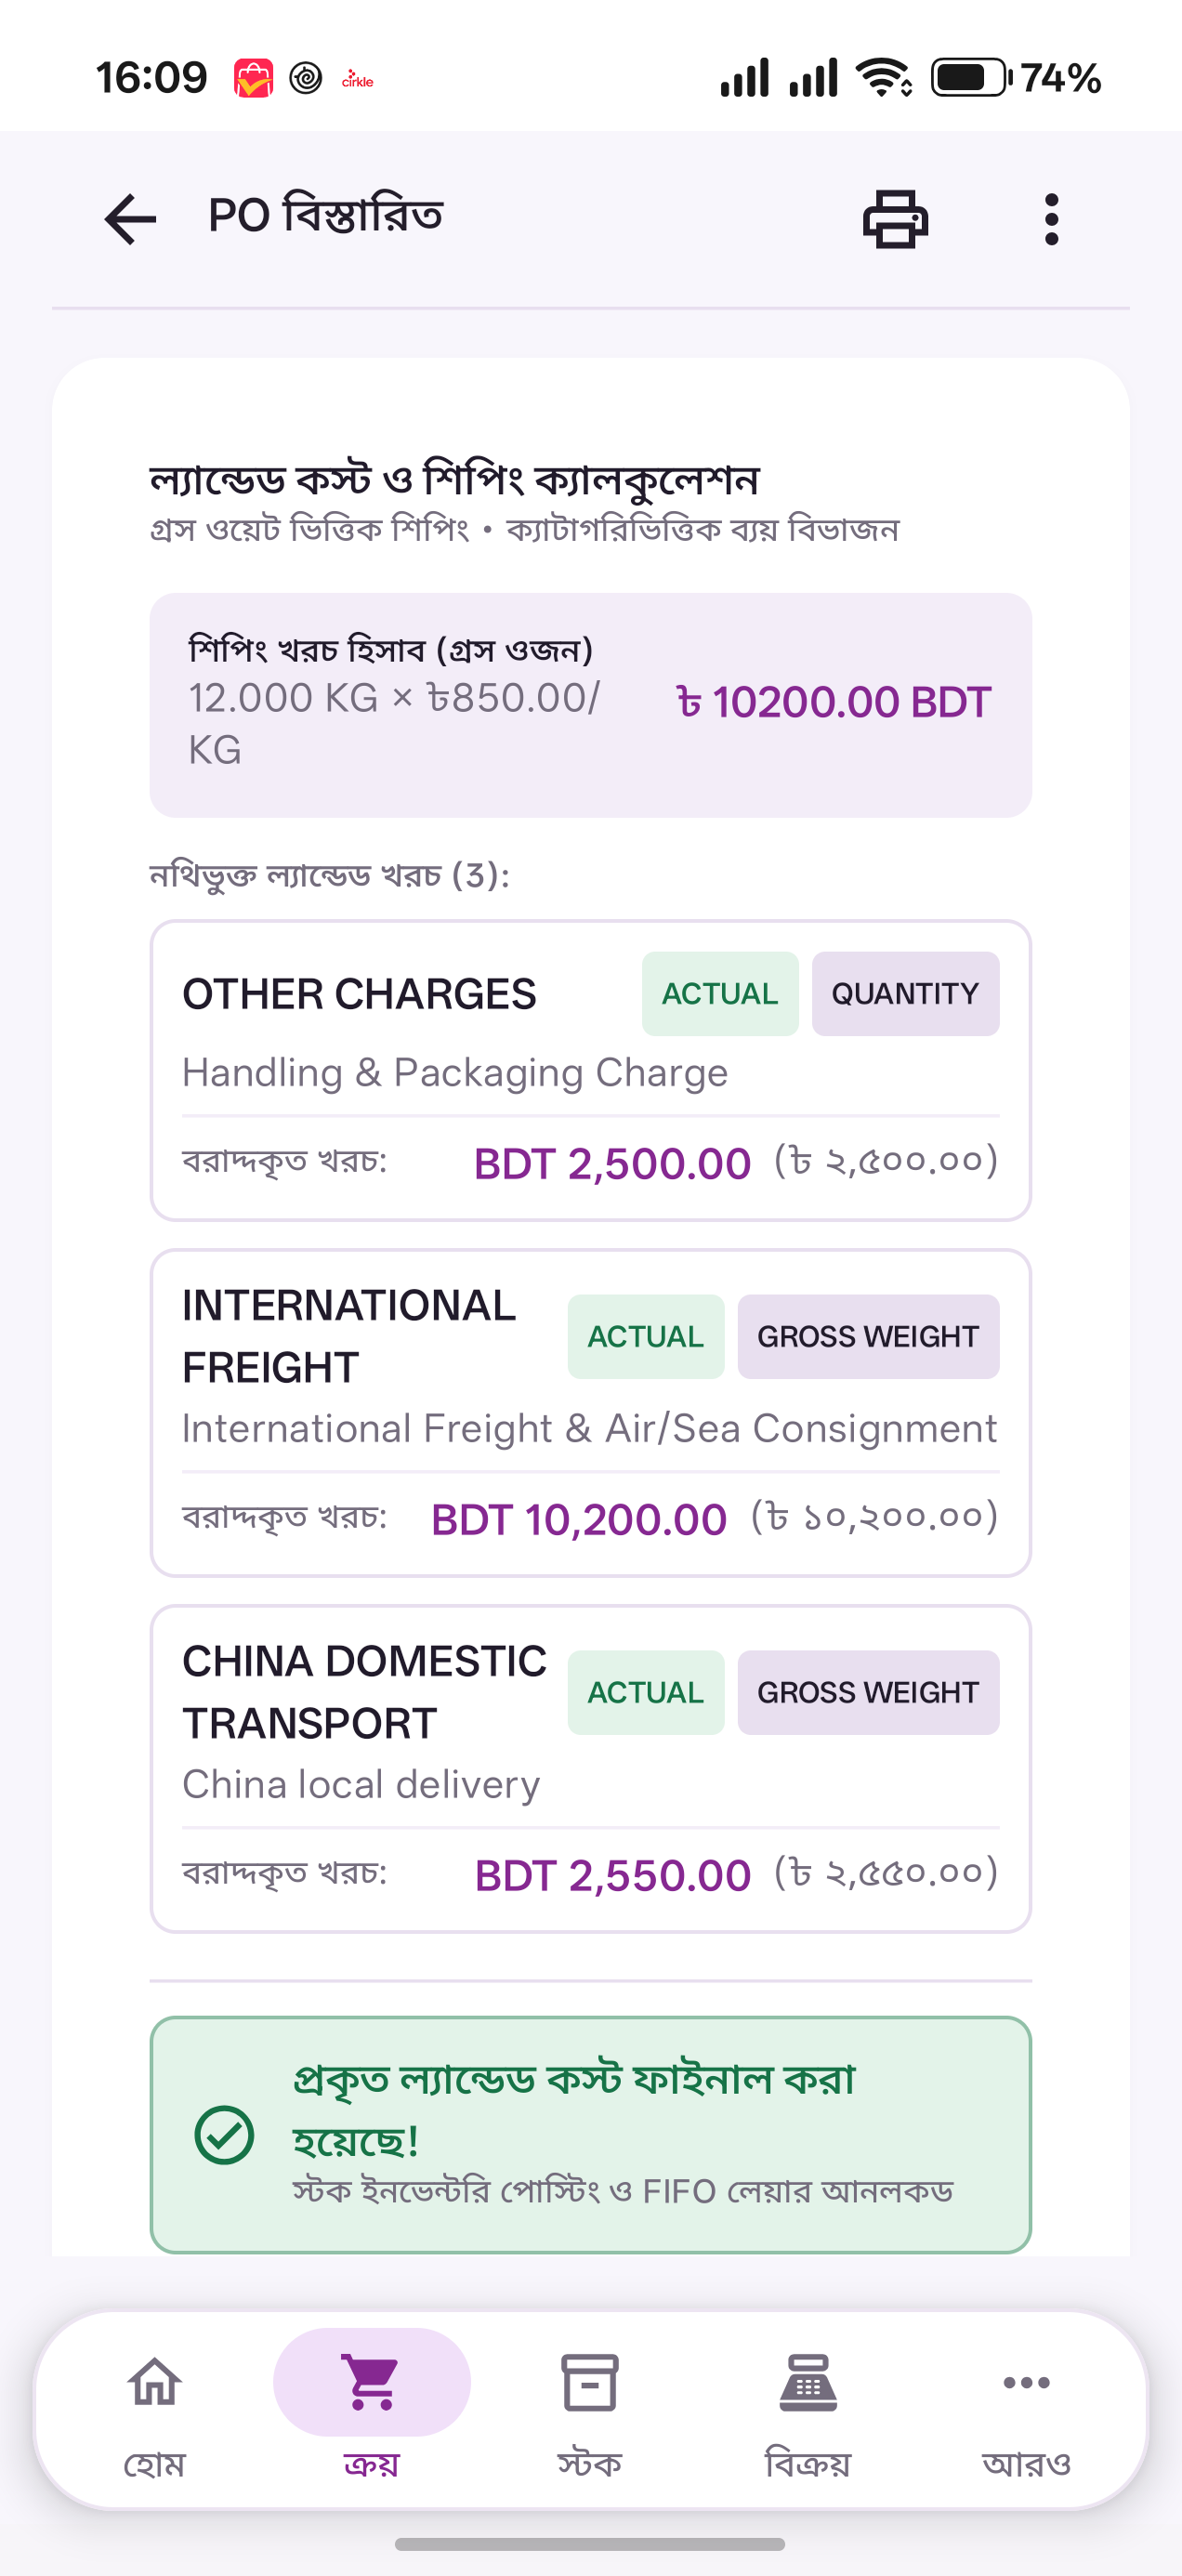 16:09
cirkle
74%
PO বিস্তারিত
ল্যান্ডেড কস্ট ও শিপিং ক্যালকুলেশন
গ্রস ওয়েট ভিত্তিক শিপিং • ক্যাটাগরিভিত্তিক ব্যয় বিভাজন
শিপিং খরচ হিসাব (গ্রস ওজন)
12.000 KG × ৳850.00/
KG
৳ 10200.00 BDT
নথিভুক্ত ল্যান্ডেড খরচ (3):
OTHER CHARGES
ACTUAL
QUANTITY
Handling & Packaging Charge
বরাদ্দকৃত খরচ:
BDT 2,500.00 (৳ ২,৫০০.০০)
INTERNATIONAL
FREIGHT
ACTUAL
GROSS WEIGHT
International Freight & Air/Sea Consignment
বরাদ্দকৃত খরচ:
BDT 10,200.00 (৳ ১০,২০০.০০)
CHINA DOMESTIC
TRANSPORT
ACTUAL
GROSS WEIGHT
China local delivery
বরাদ্দকৃত খরচ:
BDT 2,550.00 (৳ ২,৫৫০.০০)
প্রকৃত ল্যান্ডেড কস্ট ফাইনাল করা
হয়েছে!
স্টক ইনভেন্টরি পোস্টিং ও FIFO লেয়ার আনলকড
হোম
ক্রয়
স্টক
বিক্রয়
আরও